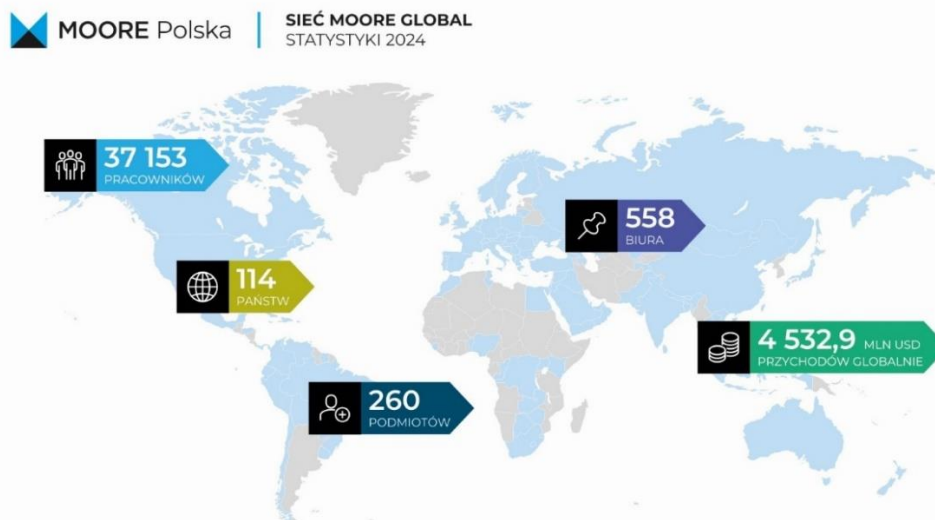 MOORE Polska
SIEĆ MOORE GLOBAL
STATYSTYKI 2024
37 153
PRACOWNIKÓW
558
BIURA
114
PAŃSTW
4 532,9 MLN USD
PRZYCHODÓW GLOBALNIE
260
PODMIOTÓW